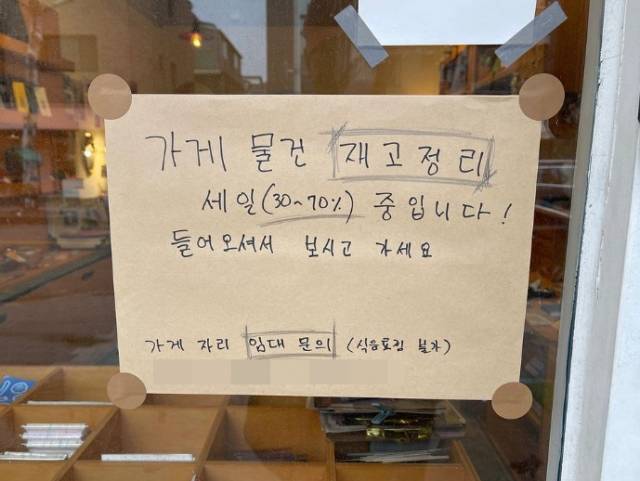 가게 물건 재고정리
세일(30~70%) 중입니다!
들어오셔서 보시고 가세요
가게 자리 임대 문의 (식음료점 불가)